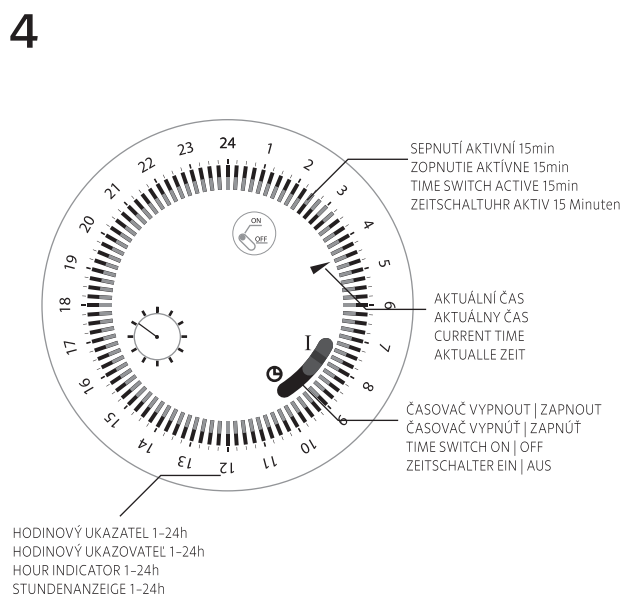 4
24
1
2
3
4
5
6
7
8
9
10
11
12
13
14
15
16
17
18
19
20
21
22
23
ON
OFF
I
SEPNUTÍ AKTIVNÍ 15min
ZOPNUTIE AKTÍVNE 15min
TIME SWITCH ACTIVE 15min
ZEITSCHALTUHR AKTIV 15 Minuten
AKTUÁLNÍ ČAS
AKTUÁLNY ČAS
CURRENT TIME
AKTUALLE ZEIT
ČASOVAČ VYPNOUT | ZAPNOUT
ČASOVAČ VYPNÚŤ | ZAPNÚŤ
TIME SWITCH ON | OFF
ZEITSCHALTER EIN | AUS
HODINOVÝ UKAZATEL 1–24h
HODINOVÝ UKAZOVATEĽ 1–24h
HOUR INDICATOR 1–24h
STUNDENANZEIGE 1–24h